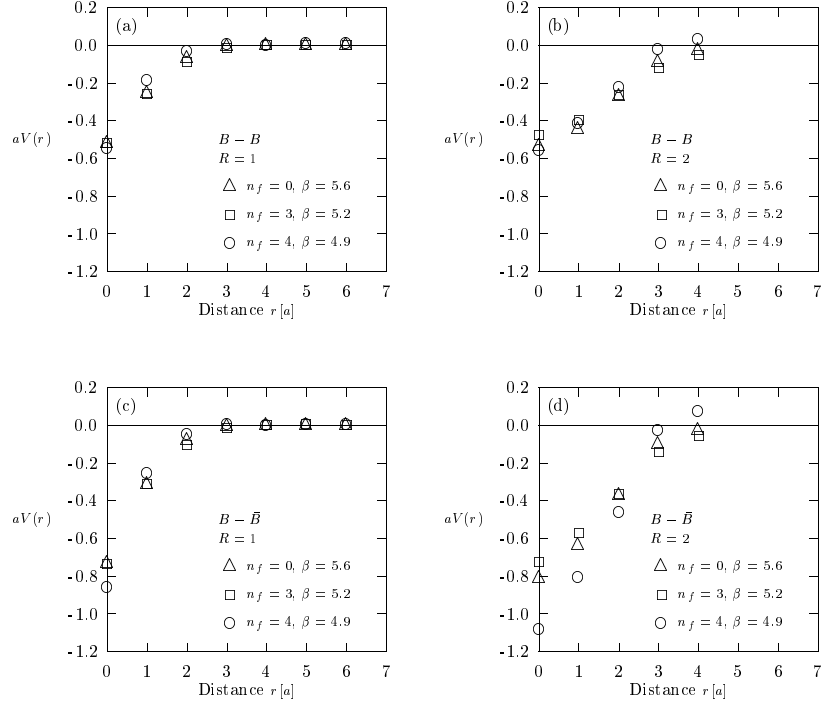 (a)
0.2
0.0
-0.2
-0.4
-0.6
-0.8
-1.0
-1.2
aV(r)
B − B
R = 1
n_f = 0, β = 5.6
n_f = 3, β = 5.2
n_f = 4, β = 4.9
0 1 2 3 4 5 6 7
Distance r [a]
(b)
0.2
0.0
-0.2
-0.4
-0.6
-0.8
-1.0
-1.2
aV(r)
B − B
R = 2
n_f = 0, β = 5.6
n_f = 3, β = 5.2
n_f = 4, β = 4.9
0 1 2 3 4 5 6 7
Distance r [a]
(c)
0.2
0.0
-0.2
-0.4
-0.6
-0.8
-1.0
-1.2
aV(r)
B − B̄
R = 1
n_f = 0, β = 5.6
n_f = 3, β = 5.2
n_f = 4, β = 4.9
0 1 2 3 4 5 6 7
Distance r [a]
(d)
0.2
0.0
-0.2
-0.4
-0.6
-0.8
-1.0
-1.2
aV(r)
B − B̄
R = 2
n_f = 0, β = 5.6
n_f = 3, β = 5.2
n_f = 4, β = 4.9
0 1 2 3 4 5 6 7
Distance r [a]